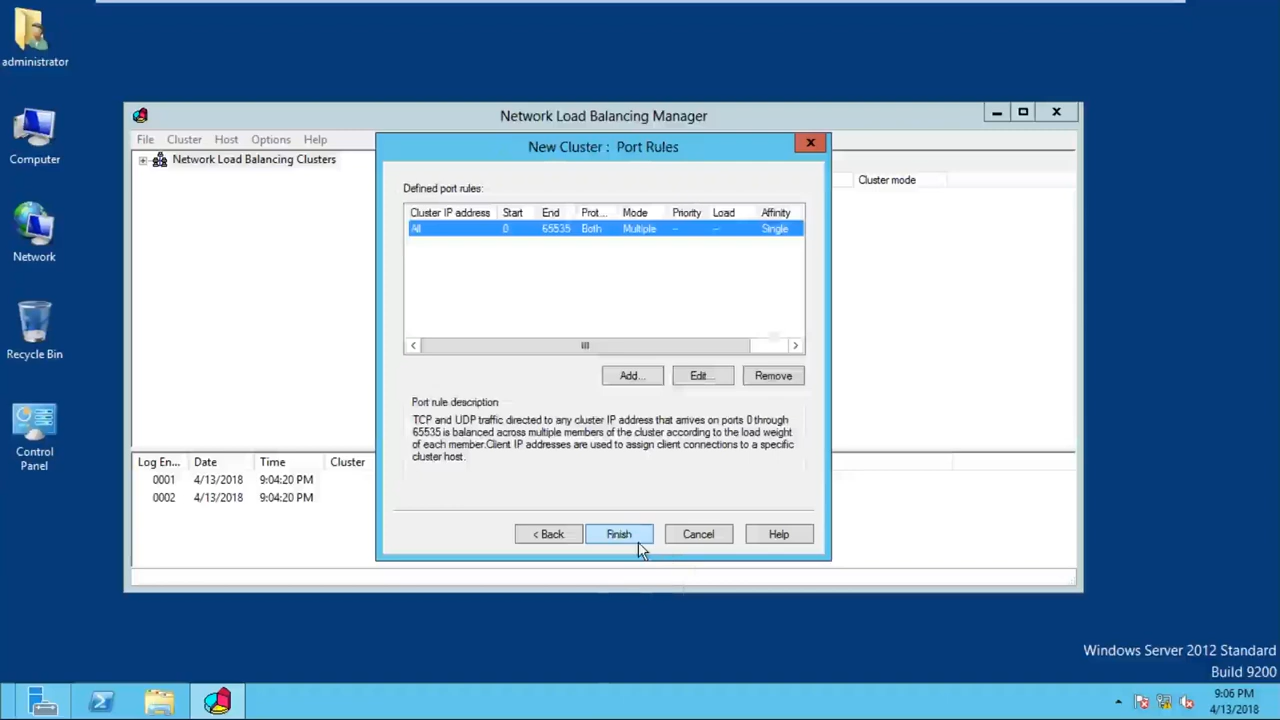 administrator
Computer
Network
Recycle Bin
Control
Panel
Network Load Balancing Manager
File Cluster Host Options Help
Network Load Balancing Clusters
Cluster mode
New Cluster : Port Rules
Defined port rules:
Cluster IP address Start End Prot... Mode Priority Load Affinity
All 0 65535 Both Multiple -- -- Single
Add... Edit... Remove
Port rule description
TCP and UDP traffic directed to any cluster IP address that arrives on ports 0 through
65535 is balanced across multiple members of the cluster according to the load weight
of each member.Client IP addresses are used to assign client connections to a specific
cluster host.
< Back Finish Cancel Help
Log En... Date Time Cluster
0001 4/13/2018 9:04:20 PM
0002 4/13/2018 9:04:20 PM
Windows Server 2012 Standard
Build 9200
9:06 PM
4/13/2018